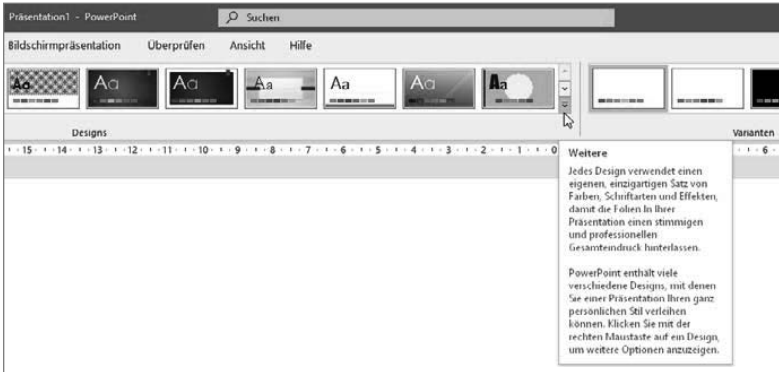 Präsentation1 - PowerPoint
Suchen
Bildschirmpräsentation Überprüfen Ansicht Hilfe
Aa Aa Aa Aa Aa Aa Aa
Designs Varianten
15 14 13 12 11 10 9 8 7 6 5 4 3 2 1 0 6
Weitere
Jedes Design verwendet einen
eigenen, einzigartigen Satz von
Farben, Schriftarten und Effekten,
damit die Folien In Ihrer
Präsentation einen stimmigen
und professionellen
Gesamteindruck hinterlassen.
PowerPoint enthält viele
verschiedene Designs, mit denen
Sie einer Präsentation Ihren ganz
persönlichen Stil verleihen
können. Klicken Sie mit der
rechten Maustaste auf ein Design,
um weitere Optionen anzuzeigen.